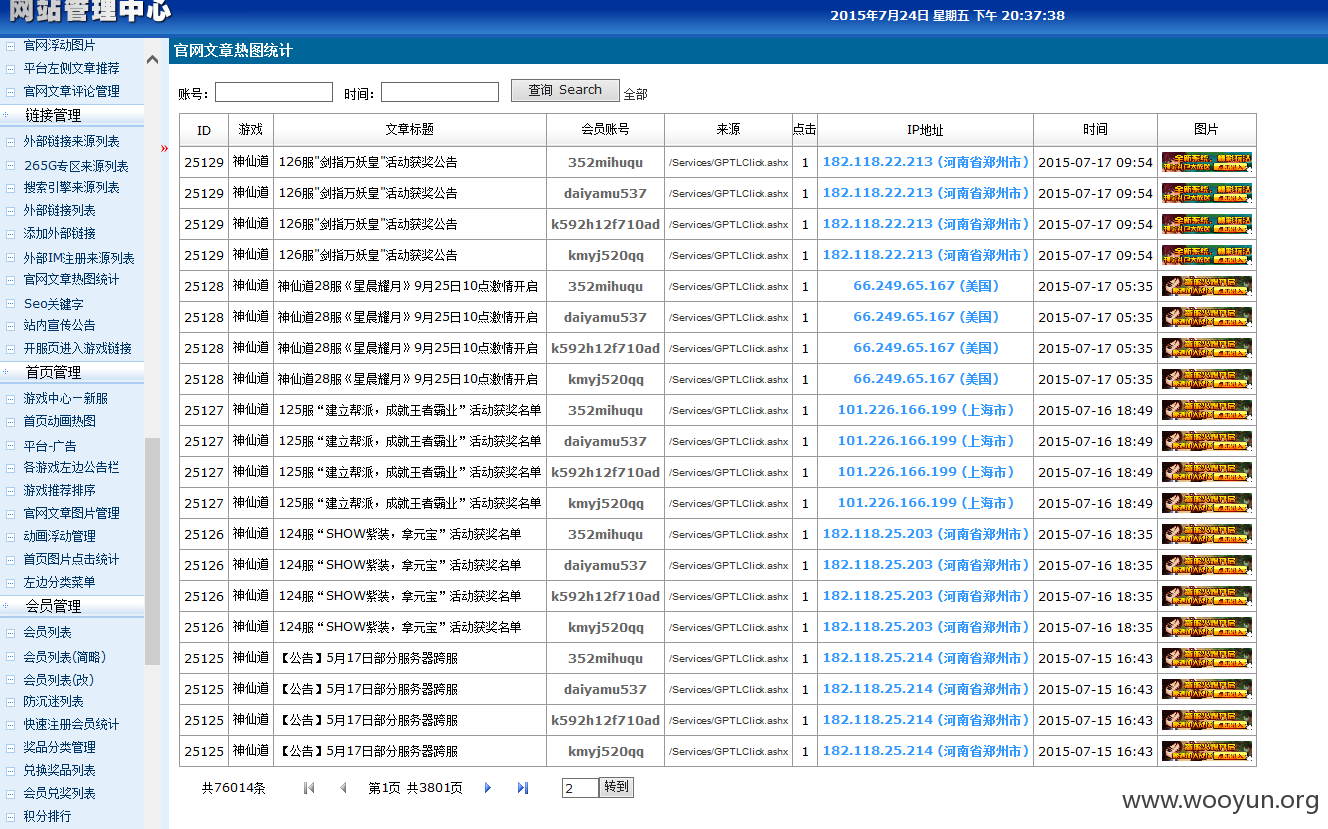 网站管理中心
2015年7月24日 星期五 下午 20:37:38
官网浮动图片
平台左侧文章推荐
官网文章评论管理
链接管理
外部链接来源列表
265G专区来源列表
搜索引擎来源列表
外部链接列表
添加外部链接
外部IM注册来源列表
官网文章热图统计
Seo关键字
站内宣传公告
开服页进入游戏链接
首页管理
游戏中心－新服
首页动画热图
平台-广告
各游戏左边公告栏
游戏推荐排序
官网文章图片管理
动画浮动管理
首页图片点击统计
左边分类菜单
会员管理
会员列表
会员列表(简略)
会员列表(改)
防沉迷列表
快速注册会员统计
奖品分类管理
兑换奖品列表
会员兑奖列表
积分排行
»
官网文章热图统计
账号： 时间： 查询 Search 全部
ID 游戏 文章标题 会员账号 来源 点击 IP地址 时间 图片
25129 神仙道 126服"剑指万妖皇"活动获奖公告 352mihuqu /Services/GPTLClick.ashx 1 182.118.22.213 (河南省郑州市) 2015-07-17 09:54
25129 神仙道 126服"剑指万妖皇"活动获奖公告 daiyamu537 /Services/GPTLClick.ashx 1 182.118.22.213 (河南省郑州市) 2015-07-17 09:54
25129 神仙道 126服"剑指万妖皇"活动获奖公告 k592h12f710ad /Services/GPTLClick.ashx 1 182.118.22.213 (河南省郑州市) 2015-07-17 09:54
25129 神仙道 126服"剑指万妖皇"活动获奖公告 kmyj520qq /Services/GPTLClick.ashx 1 182.118.22.213 (河南省郑州市) 2015-07-17 09:54
25128 神仙道 神仙道28服《星晨耀月》9月25日10点激情开启 352mihuqu /Services/GPTLClick.ashx 1 66.249.65.167 (美国) 2015-07-17 05:35
25128 神仙道 神仙道28服《星晨耀月》9月25日10点激情开启 daiyamu537 /Services/GPTLClick.ashx 1 66.249.65.167 (美国) 2015-07-17 05:35
25128 神仙道 神仙道28服《星晨耀月》9月25日10点激情开启 k592h12f710ad /Services/GPTLClick.ashx 1 66.249.65.167 (美国) 2015-07-17 05:35
25128 神仙道 神仙道28服《星晨耀月》9月25日10点激情开启 kmyj520qq /Services/GPTLClick.ashx 1 66.249.65.167 (美国) 2015-07-17 05:35
25127 神仙道 125服“建立帮派，成就王者霸业”活动获奖名单 352mihuqu /Services/GPTLClick.ashx 1 101.226.166.199 (上海市) 2015-07-16 18:49
25127 神仙道 125服“建立帮派，成就王者霸业”活动获奖名单 daiyamu537 /Services/GPTLClick.ashx 1 101.226.166.199 (上海市) 2015-07-16 18:49
25127 神仙道 125服“建立帮派，成就王者霸业”活动获奖名单 k592h12f710ad /Services/GPTLClick.ashx 1 101.226.166.199 (上海市) 2015-07-16 18:49
25127 神仙道 125服“建立帮派，成就王者霸业”活动获奖名单 kmyj520qq /Services/GPTLClick.ashx 1 101.226.166.199 (上海市) 2015-07-16 18:49
25126 神仙道 124服“SHOW紫装，拿元宝”活动获奖名单 352mihuqu /Services/GPTLClick.ashx 1 182.118.25.203 (河南省郑州市) 2015-07-16 18:35
25126 神仙道 124服“SHOW紫装，拿元宝”活动获奖名单 daiyamu537 /Services/GPTLClick.ashx 1 182.118.25.203 (河南省郑州市) 2015-07-16 18:35
25126 神仙道 124服“SHOW紫装，拿元宝”活动获奖名单 k592h12f710ad /Services/GPTLClick.ashx 1 182.118.25.203 (河南省郑州市) 2015-07-16 18:35
25126 神仙道 124服“SHOW紫装，拿元宝”活动获奖名单 kmyj520qq /Services/GPTLClick.ashx 1 182.118.25.203 (河南省郑州市) 2015-07-16 18:35
25125 神仙道 【公告】5月17日部分服务器跨服 352mihuqu /Services/GPTLClick.ashx 1 182.118.25.214 (河南省郑州市) 2015-07-15 16:43
25125 神仙道 【公告】5月17日部分服务器跨服 daiyamu537 /Services/GPTLClick.ashx 1 182.118.25.214 (河南省郑州市) 2015-07-15 16:43
25125 神仙道 【公告】5月17日部分服务器跨服 k592h12f710ad /Services/GPTLClick.ashx 1 182.118.25.214 (河南省郑州市) 2015-07-15 16:43
25125 神仙道 【公告】5月17日部分服务器跨服 kmyj520qq /Services/GPTLClick.ashx 1 182.118.25.214 (河南省郑州市) 2015-07-15 16:43
共76014条 第1页 共3801页 2 转到
www.wooyun.org